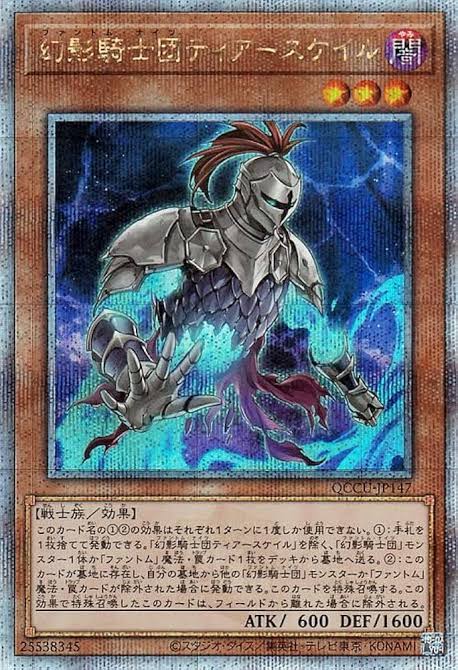 ファントム ナイツ
幻影騎士団ティアースケイル
闇
QCCU-JP147
【戦士族/効果】
このカード名の①②の効果はそれぞれ1ターンに1度しか使用できない。①:手札を
1枚捨てて発動できる。「幻影騎士団ティアースケイル」を除く、「幻影騎士団」モンス
ター1体か「ファントム」魔法・罠カード1枚をデッキから墓地へ送る。②:この
カードが墓地に存在し、自分の墓地から他の「幻影騎士団」モンスターか「ファントム」
魔法・罠カードが除外された場合に発動できる。このカードを特殊召喚する。この
効果で特殊召喚したこのカードは、フィールドから離れた場合に除外される。
ATK/ 600 DEF/1600
25538345 ©スタジオ・ダイス/集英社・テレビ東京・KONAMI